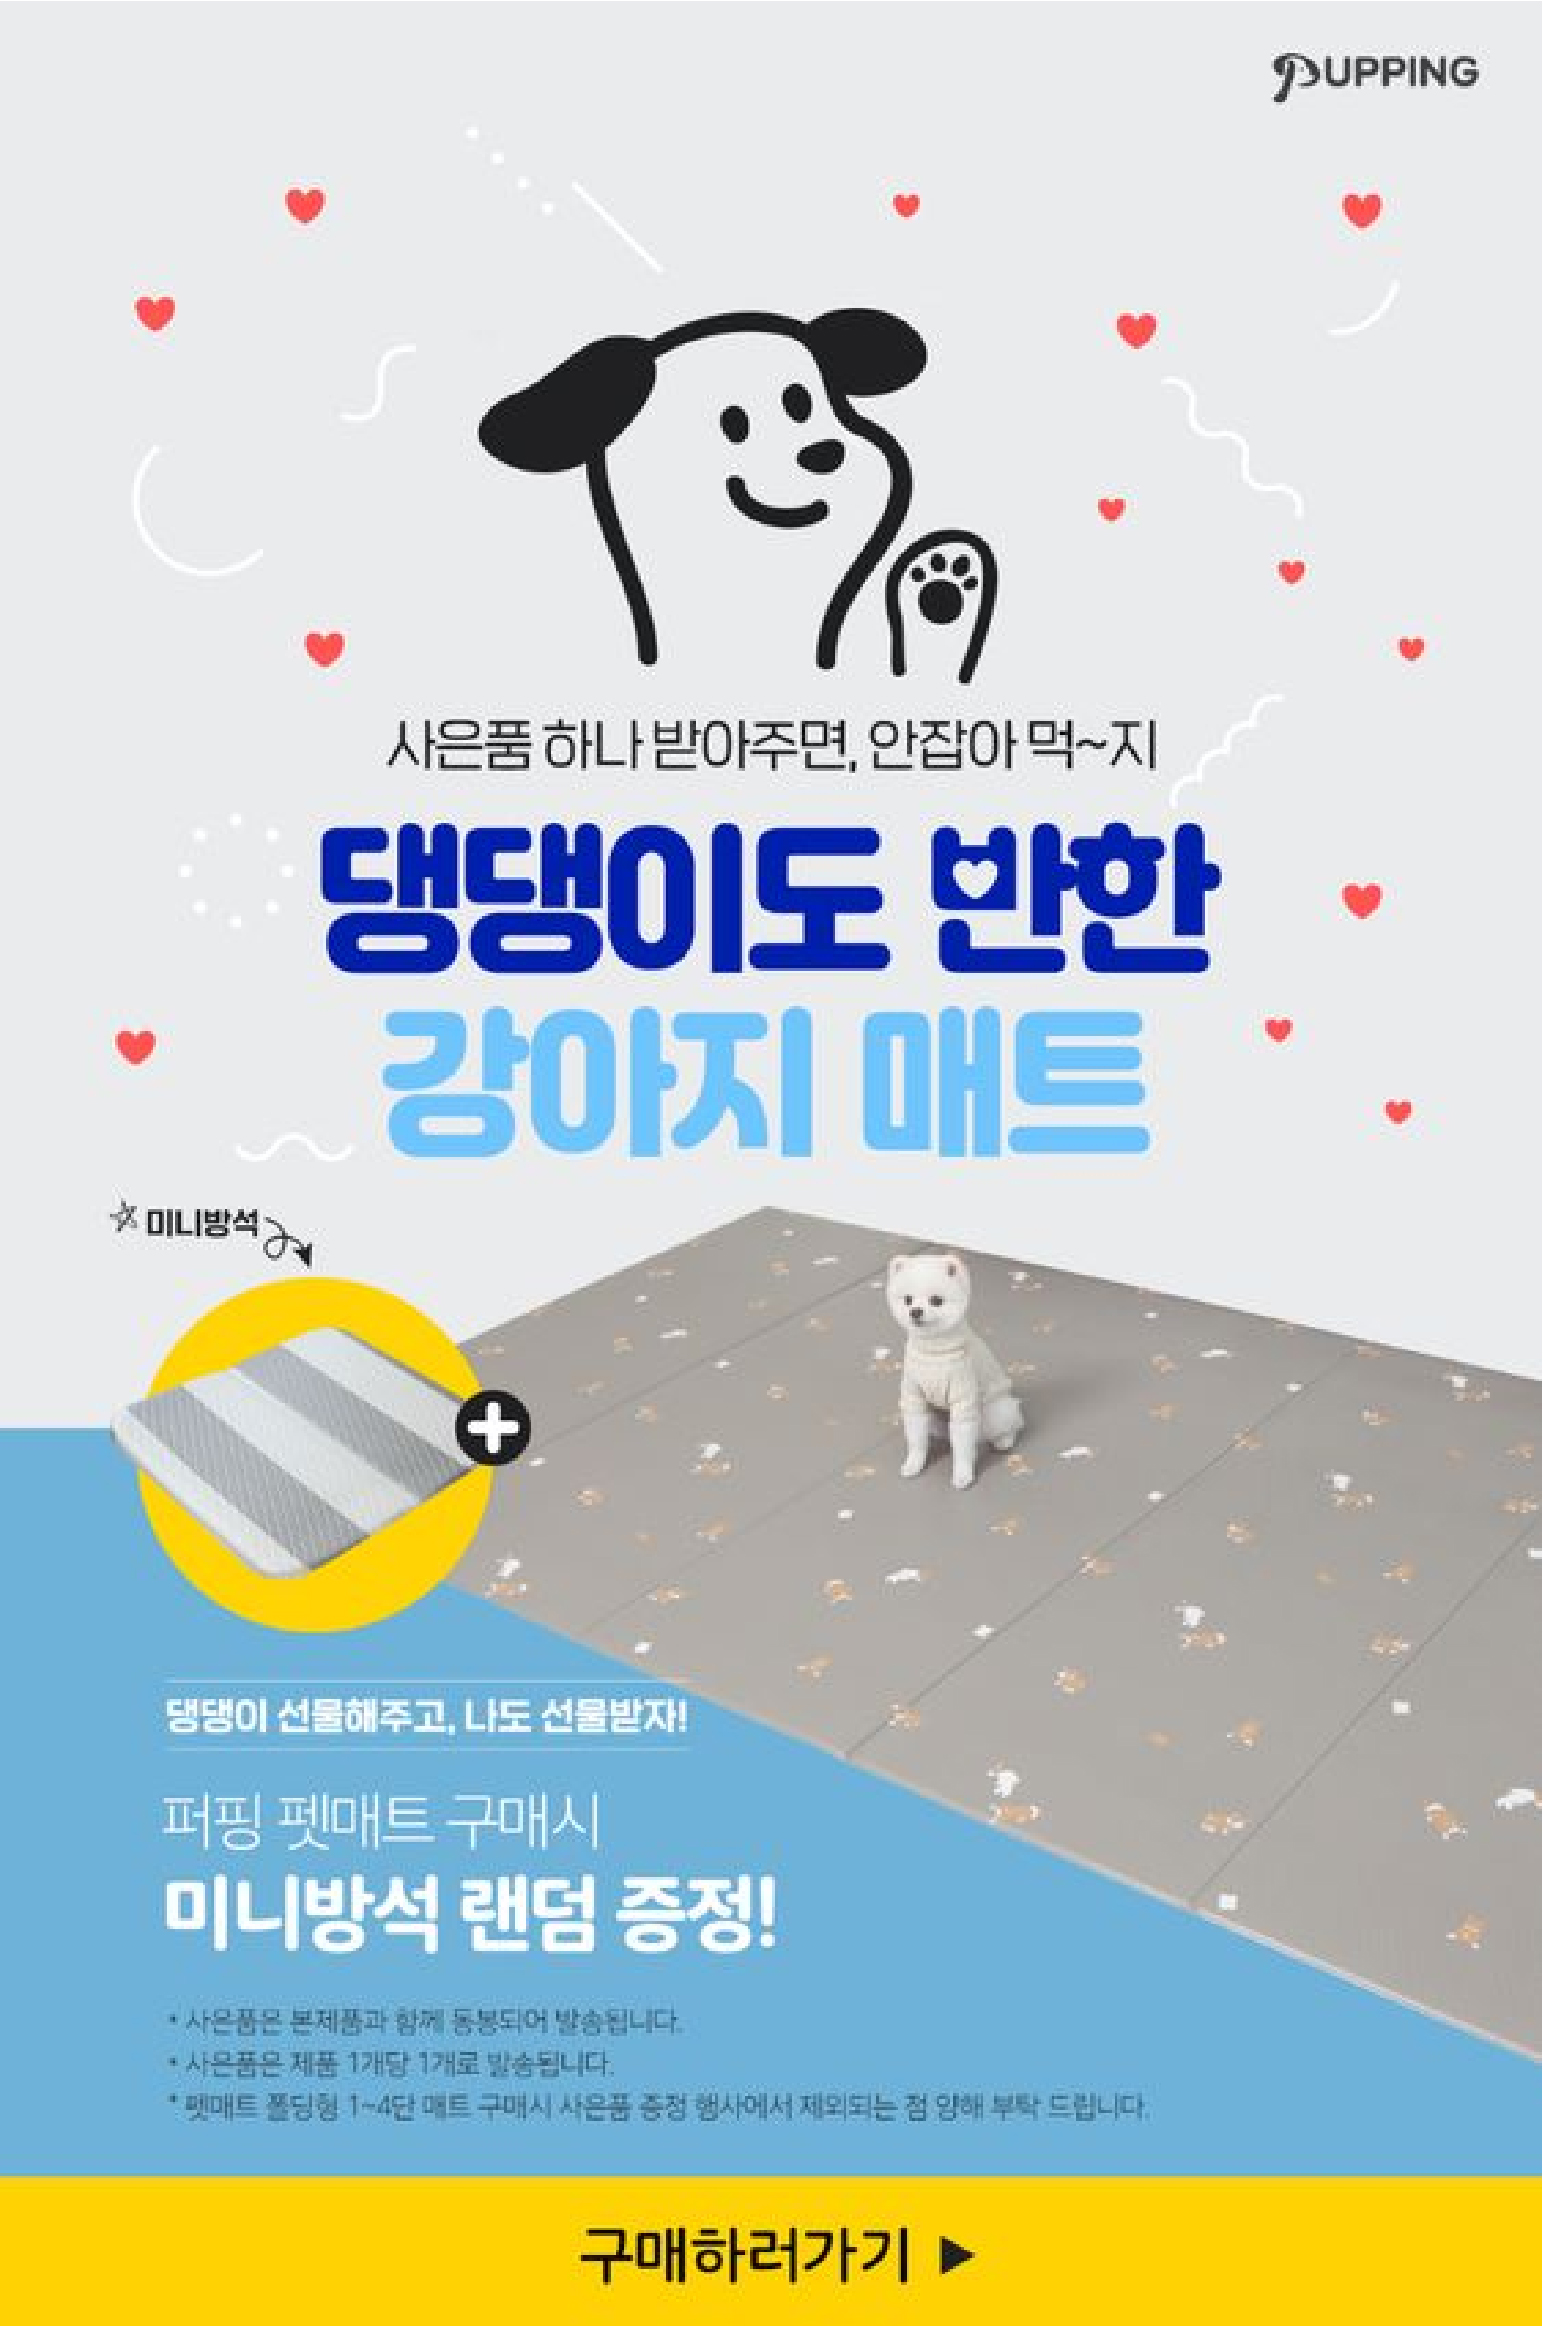 PUPPING
사은품 하나 받아주면, 안잡아 먹~지
댕댕이도 반한
강아지 매트
미니방석
댕댕이 선물해주고, 나도 선물받자!
퍼핑 펫매트 구매시
미니방석 랜덤 증정!
* 사은품은 본제품과 함께 동봉되어 발송됩니다.
* 사은품은 제품 1개당 1개로 발송됩니다.
* 펫매트 폴딩형 1~4단 매트 구매시 사은품 증정 행사에서 제외되는 점 양해 부탁 드립니다.
구매하러가기 ▶